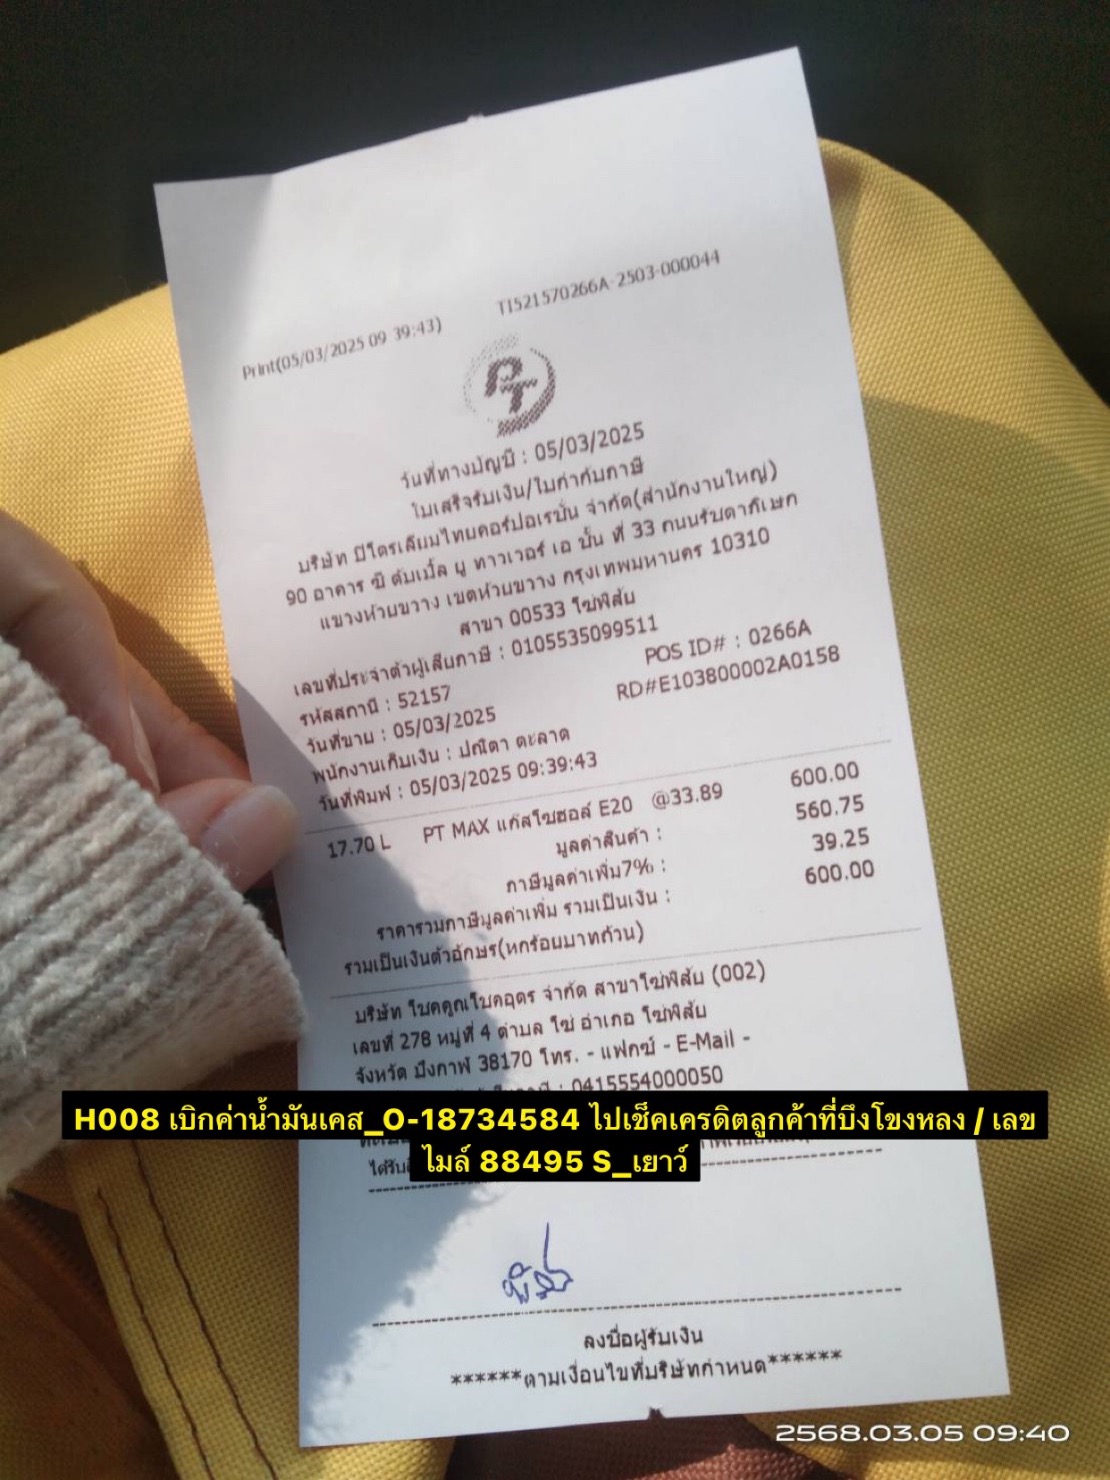 Print(05/03/2025 09 39:43)
T1521570266A-2503-000044
PT
วันที่ทางบัญชี : 05/03/2025
ใบเสร็จรับเงิน/ใบกำกับภาษี
บริษัท ปิโตรเลียมไทยคอร์ปอเรชั่น จำกัด(สำนักงานใหญ่)
90 อาคาร ซี ดับเบิ้ล ยู ทาวเวอร์ เอ ชั้น ที่ 33 ถนนรัชดาภิเษก
แขวงห้วยขวาง เขตห้วยขวาง กรุงเทพมหานคร 10310
สาขา 00533 โซ่พิสัย
เลขที่ประจำตัวผู้เสียภาษี : 0105535099511
รหัสสถานี : 52157 POS ID# : 0266A
วันที่ขาย : 05/03/2025 RD#E103800002A0158
พนักงานเก็บเงิน : ปณิดา ตะลาด
วันที่พิมพ์ : 05/03/2025 09:39:43
17.70 L PT MAX แก๊สโซฮอล์ E20 @33.89 600.00
มูลค่าสินค้า : 560.75
ภาษีมูลค่าเพิ่ม7% : 39.25
ราคารวมภาษีมูลค่าเพิ่ม รวมเป็นเงิน : 600.00
รวมเป็นเงินตัวอักษร(หกร้อยบาทถ้วน)
บริษัท โชคคูณโชคอุดร จำกัด สาขาโซ่พิสัย (002)
เลขที่ 278 หมู่ที่ 4 ตำบล โซ่ อำเภอ โซ่พิสัย
จังหวัด บึงกาฬ 38170 โทร. - แฟกซ์ - E-Mail -
: 0415554000050
H008 เบิกค่าน้ำมันเคส_O-18734584 ไปเช็คเครดิตลูกค้าที่บึงโขงหลง / เลข
ไมล์ 88495 S_เยาว์
ลงชื่อผู้รับเงิน
******ตามเงื่อนไขที่บริษัทกำหนด******
2568.03.05 09:40